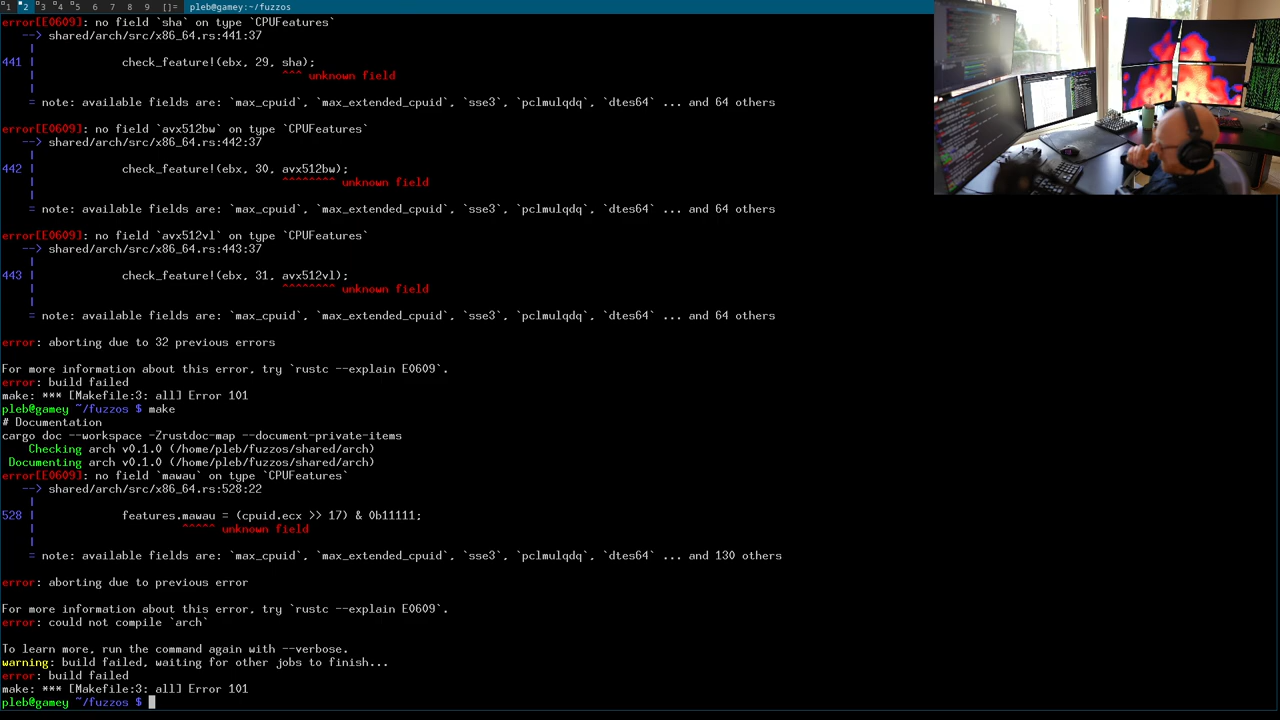 1 2 3 4 5 6 7 8 9 []= pleb@gamey:~/fuzzos
error[E0609]: no field `sha` on type `CPUFeatures`
--> shared/arch/src/x86_64.rs:441:37
|
441 | check_feature!(ebx, 29, sha);
| ^^^ unknown field
|
= note: available fields are: `max_cpuid`, `max_extended_cpuid`, `sse3`, `pclmulqdq`, `dtes64` ... and 64 others
error[E0609]: no field `avx512bw` on type `CPUFeatures`
--> shared/arch/src/x86_64.rs:442:37
|
442 | check_feature!(ebx, 30, avx512bw);
| ^^^^^^^^ unknown field
|
= note: available fields are: `max_cpuid`, `max_extended_cpuid`, `sse3`, `pclmulqdq`, `dtes64` ... and 64 others
error[E0609]: no field `avx512vl` on type `CPUFeatures`
--> shared/arch/src/x86_64.rs:443:37
|
443 | check_feature!(ebx, 31, avx512vl);
| ^^^^^^^^ unknown field
|
= note: available fields are: `max_cpuid`, `max_extended_cpuid`, `sse3`, `pclmulqdq`, `dtes64` ... and 64 others
error: aborting due to 32 previous errors
For more information about this error, try `rustc --explain E0609`.
error: build failed
make: *** [Makefile:3: all] Error 101
pleb@gamey ~/fuzzos $ make
# Documentation
cargo doc --workspace -Zrustdoc-map --document-private-items
Checking arch v0.1.0 (/home/pleb/fuzzos/shared/arch)
Documenting arch v0.1.0 (/home/pleb/fuzzos/shared/arch)
error[E0609]: no field `mawau` on type `CPUFeatures`
--> shared/arch/src/x86_64.rs:528:22
|
528 | features.mawau = (cpuid.ecx >> 17) & 0b11111;
| ^^^^^ unknown field
|
= note: available fields are: `max_cpuid`, `max_extended_cpuid`, `sse3`, `pclmulqdq`, `dtes64` ... and 130 others
error: aborting due to previous error
For more information about this error, try `rustc --explain E0609`.
error: could not compile `arch`
To learn more, run the command again with --verbose.
warning: build failed, waiting for other jobs to finish...
error: build failed
make: *** [Makefile:3: all] Error 101
pleb@gamey ~/fuzzos $